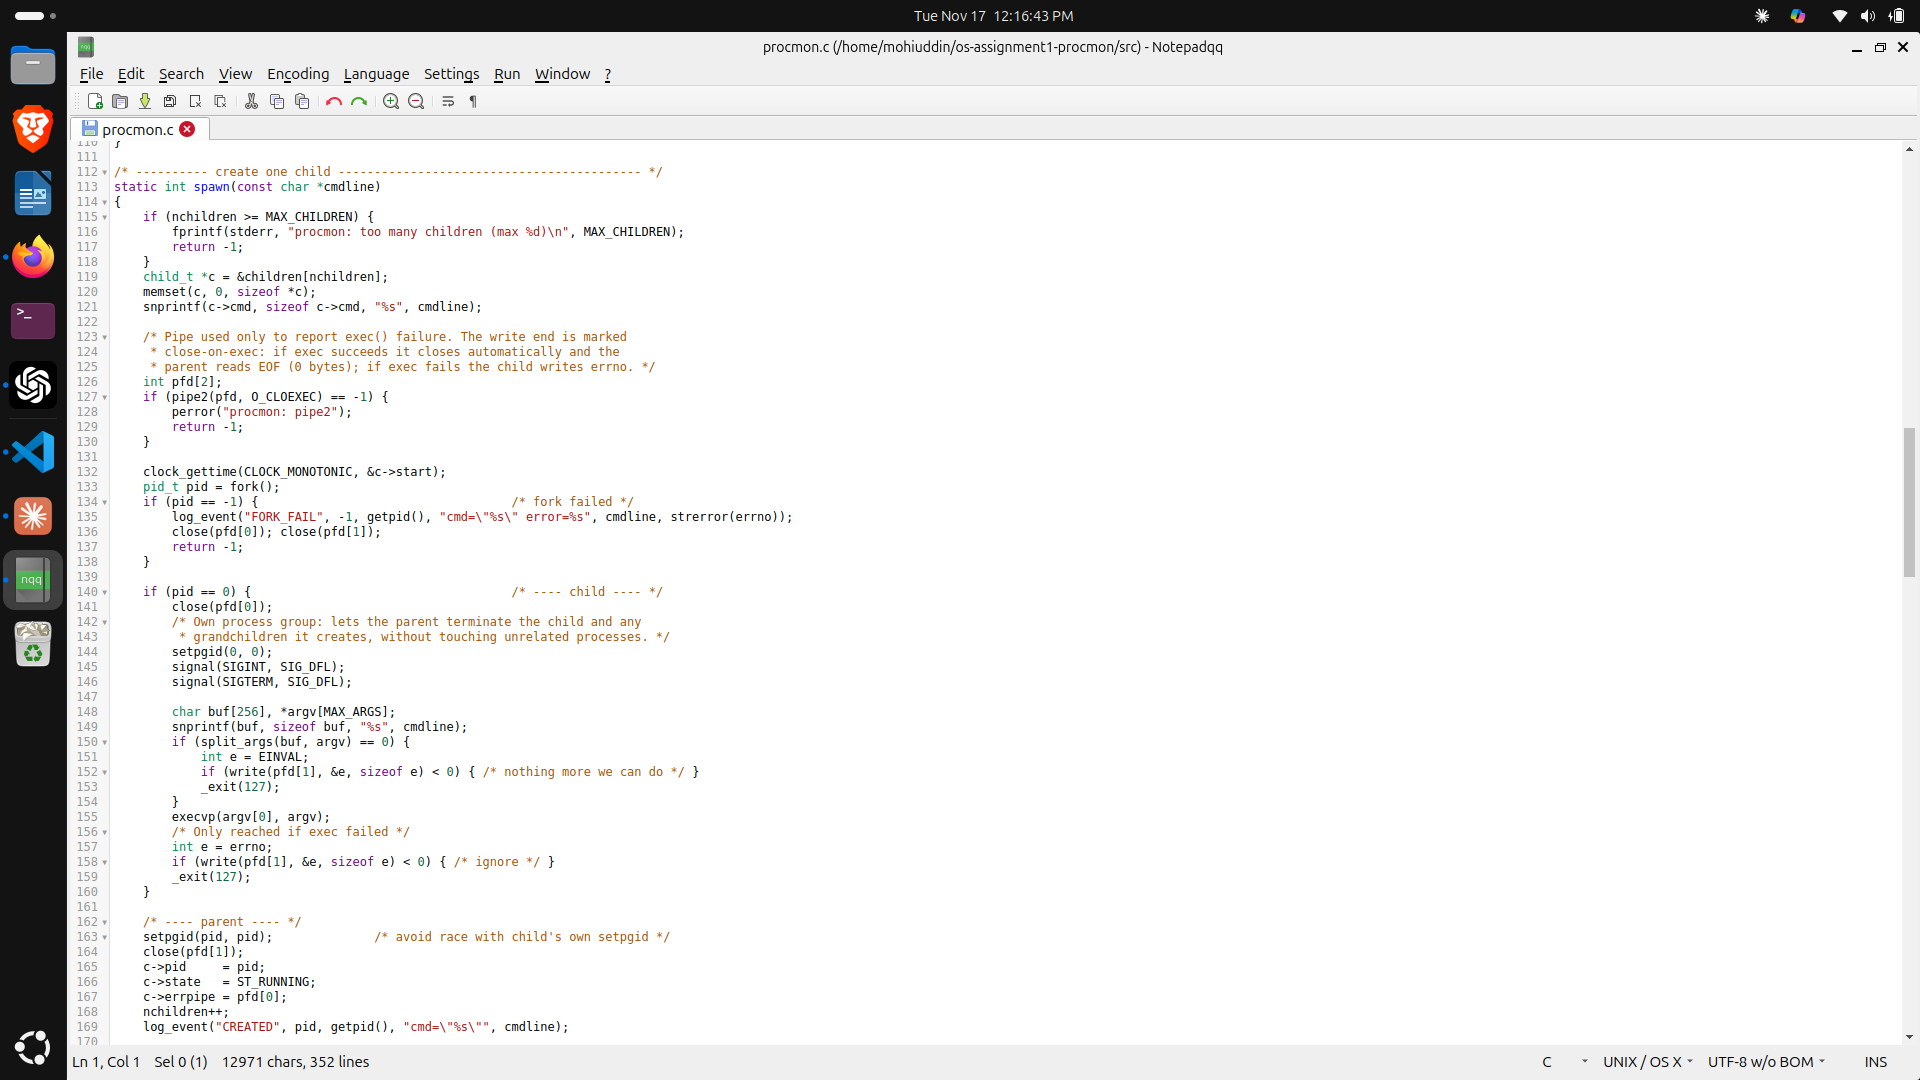 Tue Nov 17  12:16:43 PM
procmon.c (/home/mohiuddin/os-assignment1-procmon/src) - Notepadqq
File Edit Search View Encoding Language Settings Run Window ?
procmon.c
110 }
111
112 /* ---------- create one child ------------------------------------------ */
113 static int spawn(const char *cmdline)
114 {
115     if (nchildren >= MAX_CHILDREN) {
116         fprintf(stderr, "procmon: too many children (max %d)\n", MAX_CHILDREN);
117         return -1;
118     }
119     child_t *c = &children[nchildren];
120     memset(c, 0, sizeof *c);
121     snprintf(c->cmd, sizeof c->cmd, "%s", cmdline);
122
123     /* Pipe used only to report exec() failure. The write end is marked
124      * close-on-exec: if exec succeeds it closes automatically and the
125      * parent reads EOF (0 bytes); if exec fails the child writes errno. */
126     int pfd[2];
127     if (pipe2(pfd, O_CLOEXEC) == -1) {
128         perror("procmon: pipe2");
129         return -1;
130     }
131
132     clock_gettime(CLOCK_MONOTONIC, &c->start);
133     pid_t pid = fork();
134     if (pid == -1) {                                   /* fork failed */
135         log_event("FORK_FAIL", -1, getpid(), "cmd=\"%s\" error=%s", cmdline, strerror(errno));
136         close(pfd[0]); close(pfd[1]);
137         return -1;
138     }
139
140     if (pid == 0) {                                    /* ---- child ---- */
141         close(pfd[0]);
142         /* Own process group: lets the parent terminate the child and any
143          * grandchildren it creates, without touching unrelated processes. */
144         setpgid(0, 0);
145         signal(SIGINT, SIG_DFL);
146         signal(SIGTERM, SIG_DFL);
147
148         char buf[256], *argv[MAX_ARGS];
149         snprintf(buf, sizeof buf, "%s", cmdline);
150         if (split_args(buf, argv) == 0) {
151             int e = EINVAL;
152             if (write(pfd[1], &e, sizeof e) < 0) { /* nothing more we can do */ }
153             _exit(127);
154         }
155         execvp(argv[0], argv);
156         /* Only reached if exec failed */
157         int e = errno;
158         if (write(pfd[1], &e, sizeof e) < 0) { /* ignore */ }
159         _exit(127);
160     }
161
162     /* ---- parent ---- */
163     setpgid(pid, pid);              /* avoid race with child's own setpgid */
164     close(pfd[1]);
165     c->pid     = pid;
166     c->state   = ST_RUNNING;
167     c->errpipe = pfd[0];
168     nchildren++;
169     log_event("CREATED", pid, getpid(), "cmd=\"%s\"", cmdline);
170
nqq
Ln 1, Col 1 Sel 0 (1) 12971 chars, 352 lines C UNIX / OS X UTF-8 w/o BOM INS